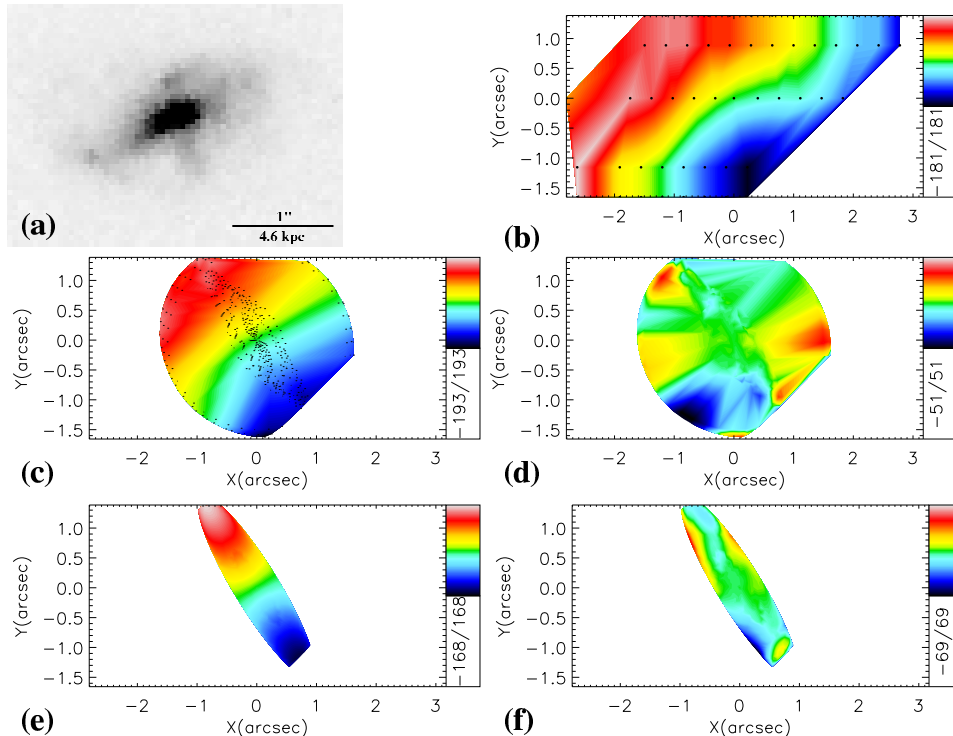 (a)
1"
4.6 kpc
1.0
0.5
0.0
−0.5
−1.0
−1.5
Y(arcsec)
−2 −1 0 1 2 3
X(arcsec)
−181/181
(b)
1.0
0.5
0.0
−0.5
−1.0
−1.5
Y(arcsec)
−2 −1 0 1 2 3
X(arcsec)
−193/193
(c)
1.0
0.5
0.0
−0.5
−1.0
−1.5
Y(arcsec)
−2 −1 0 1 2 3
X(arcsec)
−51/51
(d)
1.0
0.5
0.0
−0.5
−1.0
−1.5
Y(arcsec)
−2 −1 0 1 2 3
X(arcsec)
−168/168
(e)
1.0
0.5
0.0
−0.5
−1.0
−1.5
Y(arcsec)
−2 −1 0 1 2 3
X(arcsec)
−69/69
(f)